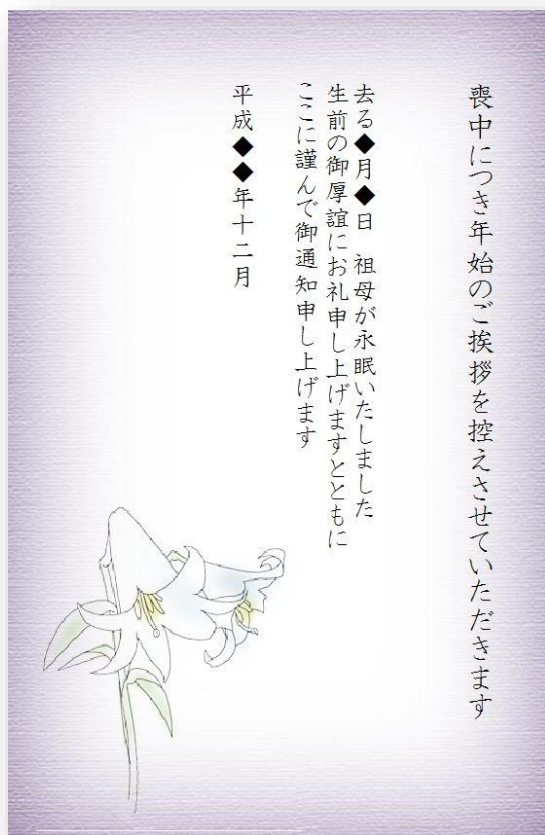 喪中につき年始のご挨拶を控えさせていただきます
去る◆月◆日　祖母が永眠いたしました
生前の御厚誼にお礼申し上げますとともに
ここに謹んで御通知申し上げます
平成◆◆年十二月